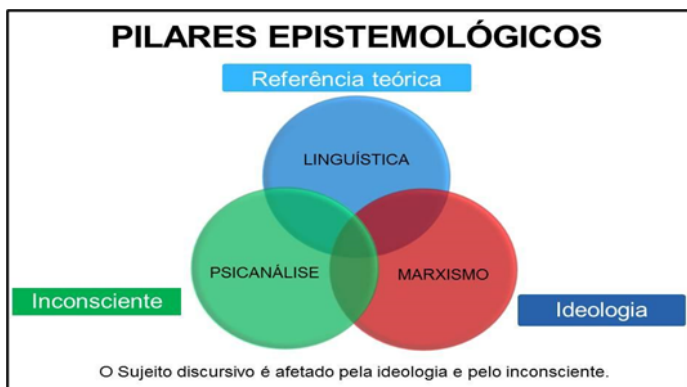 PILARES EPISTEMOLÓGICOS
Referência teórica
LINGUÍSTICA
PSICANÁLISE
MARXISMO
Inconsciente
Ideologia
O Sujeito discursivo é afetado pela ideologia e pelo inconsciente.